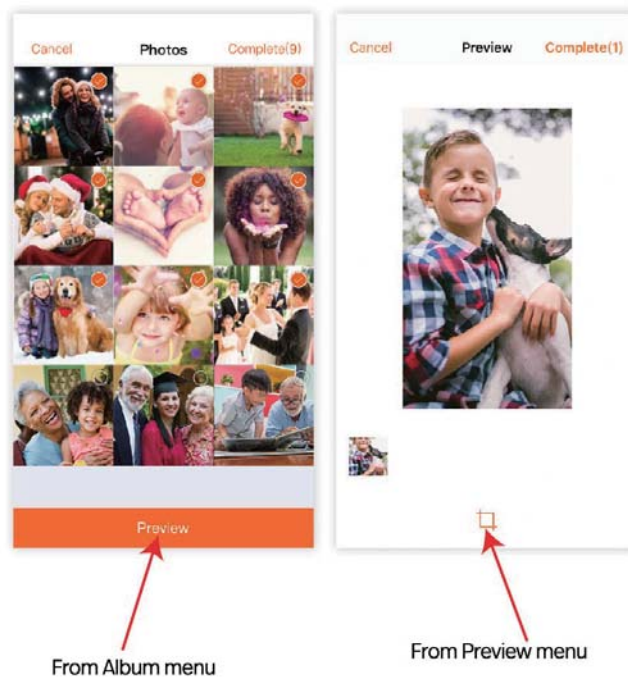 Cancel Photos Complete(9)
Preview
From Album menu
Cancel Preview Complete(1)
From Preview menu